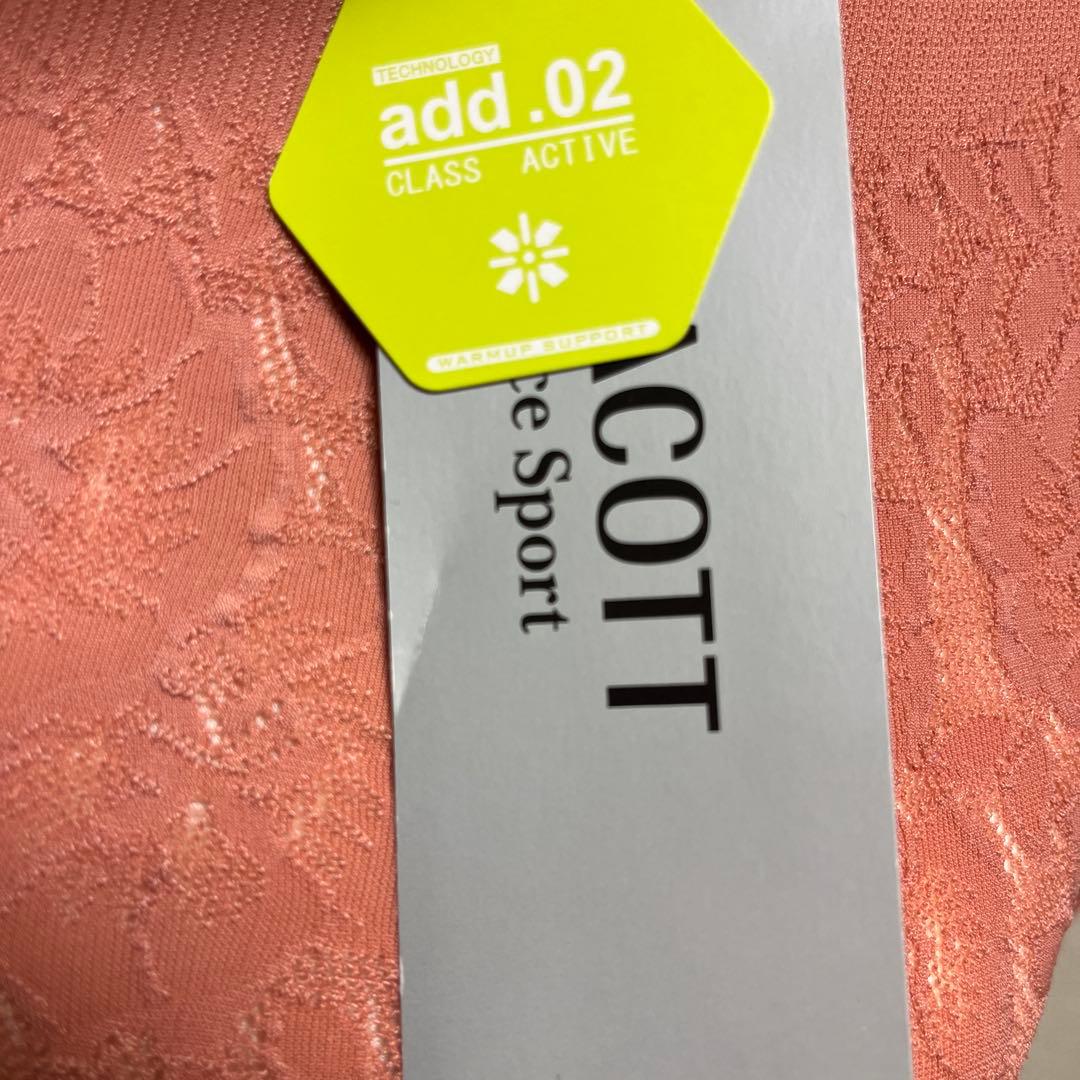 TECHNOLOGY
add.02
CLASS ACTIVE
WARMUP SUPPORT
ACOTT
ce Sport